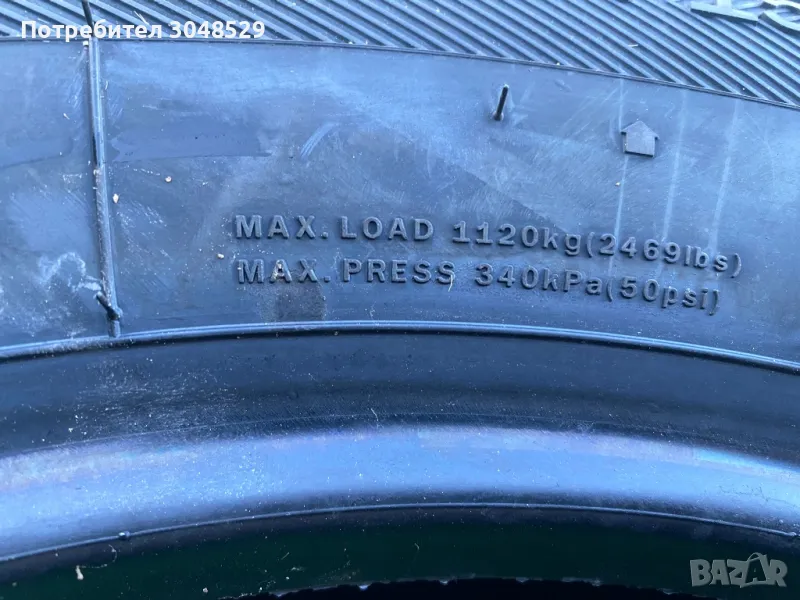 Потребител 3048529
MAX. LOAD 1120kg(2469lbs)
MAX. PRESS 340kPa(50psi)
BAZAR